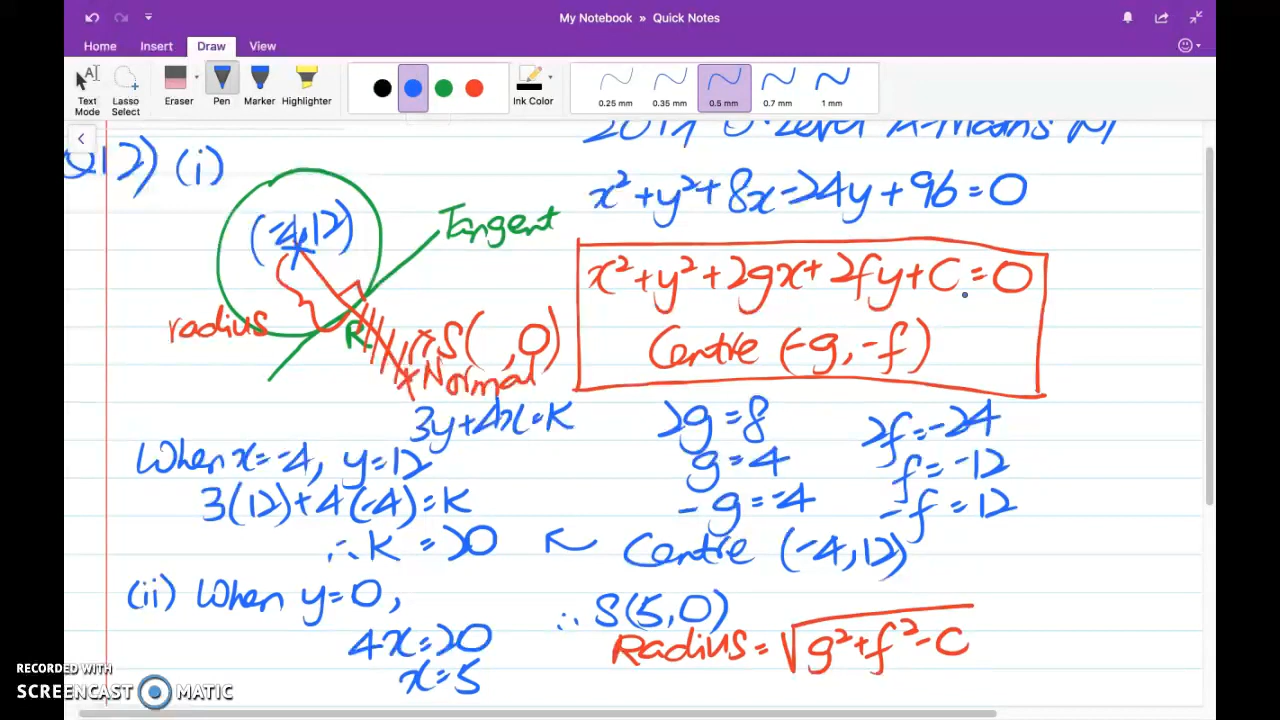 My Notebook » Quick Notes
Home Insert Draw View
Text Mode
Lasso Select
Eraser
Pen
Marker
Highlighter
Ink Color
0.25 mm
0.35 mm
0.5 mm
0.7 mm
1 mm
O-Level A-Maths P1
12) (i)
x²+y²+8x-24y+96=0
(-4,12)
Tangent
x²+y²+2gx+2fy+C=0
Centre (-g,-f)
radius
R
S( ,0)
Normal
3y+4x=K
2g=8
2f=-24
When x=-4, y=12
g=4
f=-12
3(12)+4(-4)=K
-g=-4
-f=12
∴K=20
Centre (-4,12)
(ii) When y=0,
∴S(5,0)
4x=20
Radius=√g²+f²-C
x=5
RECORDED WITH
SCREENCAST MATIC